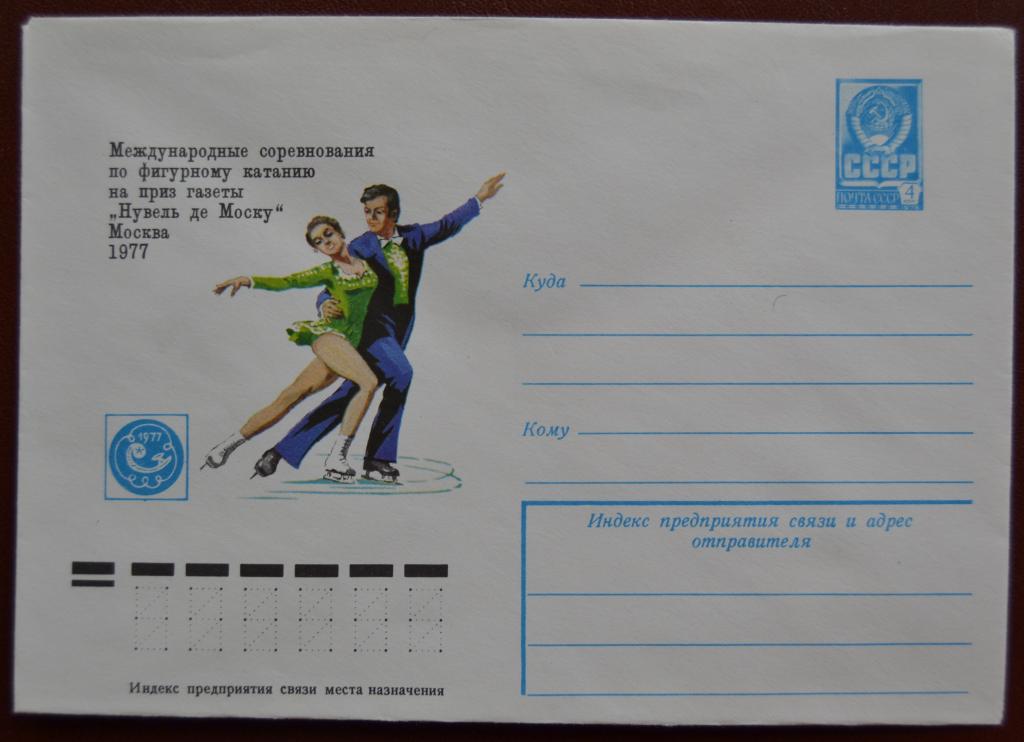 Международные соревнования
по фигурному катанию
на приз газеты
„Нувель де Моску“
Москва
1977
СССР
ПОЧТА СССР
4
Куда
Кому
1977
Индекс предприятия связи и адрес
отправителя
Индекс предприятия связи места назначения